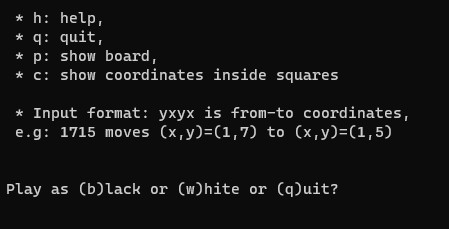 * h: help,
* q: quit,
* p: show board,
* c: show coordinates inside squares
* Input format: yxyx is from-to coordinates,
e.g: 1715 moves (x,y)=(1,7) to (x,y)=(1,5)
Play as (b)lack or (w)hite or (q)uit?